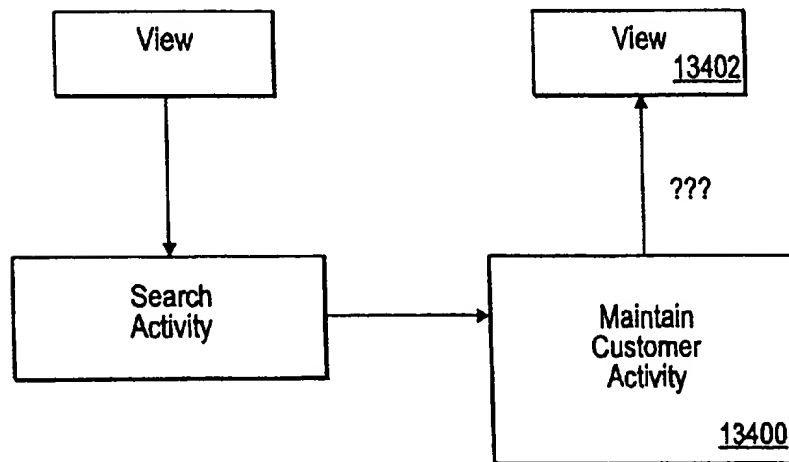 View
View
13402
???
Search
Activity
Maintain
Customer
Activity
13400